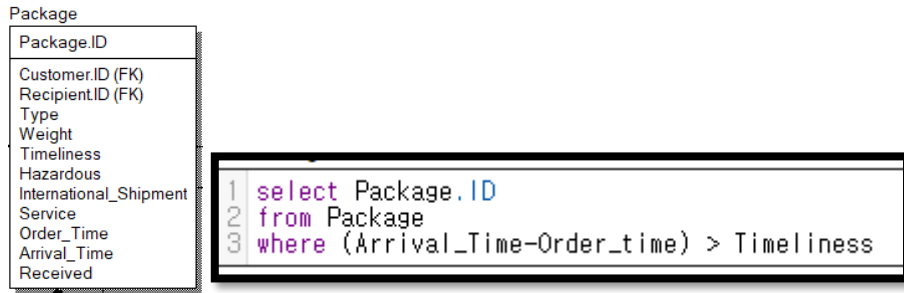 Package
Package.ID
Customer.ID (FK)
Recipient.ID (FK)
Type
Weight
Timeliness
Hazardous
International_Shipment
Service
Order_Time
Arrival_Time
Received
1 select Package.ID
2 from Package
3 where (Arrival_Time-Order_time) > Timeliness